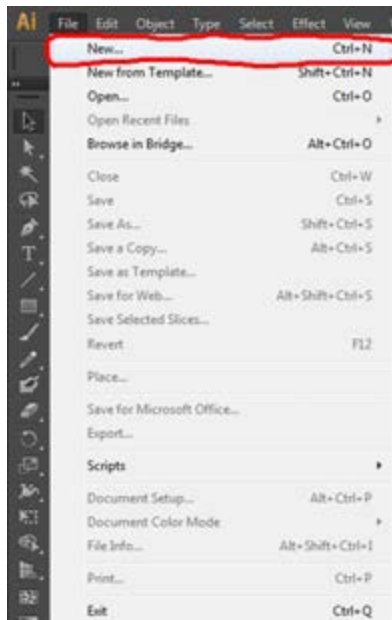 Ai File Edit Object Type Select Effect View
New... Ctrl+N
New from Template... Shift+Ctrl+N
Open... Ctrl+O
Open Recent Files
Browse in Bridge... Alt+Ctrl+O
Close Ctrl+W
Save Ctrl+S
Save As... Shift+Ctrl+S
Save a Copy... Alt+Ctrl+S
Save as Template...
Save for Web... Alt+Shift+Ctrl+S
Save Selected Slices...
Revert F12
Place...
Save for Microsoft Office...
Export...
Scripts
Document Setup... Alt+Ctrl+P
Document Color Mode
File Info... Alt+Shift+Ctrl+I
Print... Ctrl+P
Exit Ctrl+Q